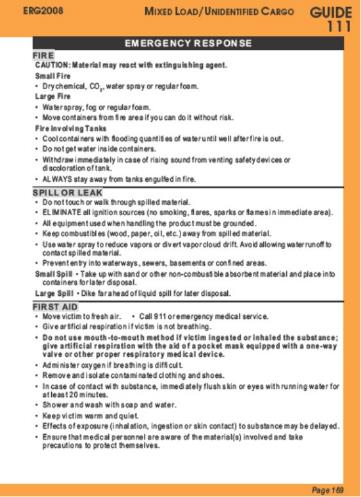 ERG2008 MIXED LOAD/UNIDENTIFIED CARGO GUIDE
111
EMERGENCY RESPONSE
FIRE
CAUTION: Material may react with extinguishing agent.
Small Fire
• Dry chemical, CO2, water spray or regular foam.
Large Fire
• Water spray, fog or regular foam.
• Move containers from fire area if you can do it without risk.
Fire Involving Tanks
• Cool containers with flooding quantities of water until well after fire is out.
• Do not get water inside containers.
• Withdraw immediately in case of rising sound from venting safety devices or
discoloration of tank.
• ALWAYS stay away from tanks engulfed in fire.
SPILL OR LEAK
• Do not touch or walk through spilled material.
• ELIMINATE all ignition sources (no smoking, flares, sparks or flames in immediate area).
• All equipment used when handling the product must be grounded.
• Keep combustibles (wood, paper, oil, etc.) away from spilled material.
• Use water spray to reduce vapors or divert vapor cloud drift. Avoid allowing water runoff to
contact spilled material.
• Prevent entry into waterways, sewers, basements or confined areas.
Small Spill • Take up with sand or other non-combustible absorbent material and place into
containers for later disposal.
Large Spill • Dike far ahead of liquid spill for later disposal.
FIRST AID
• Move victim to fresh air. • Call 911 or emergency medical service.
• Give artificial respiration if victim is not breathing.
• Do not use mouth-to-mouth method if victim ingested or inhaled the substance;
give artificial respiration with the aid of a pocket mask equipped with a one-way
valve or other proper respiratory medical device.
• Administer oxygen if breathing is difficult.
• Remove and isolate contaminated clothing and shoes.
• In case of contact with substance, immediately flush skin or eyes with running water for
at least 20 minutes.
• Shower and wash with soap and water.
• Keep victim warm and quiet.
• Effects of exposure (inhalation, ingestion or skin contact) to substance may be delayed.
• Ensure that medical personnel are aware of the material(s) involved and take
precautions to protect themselves.
Page 169